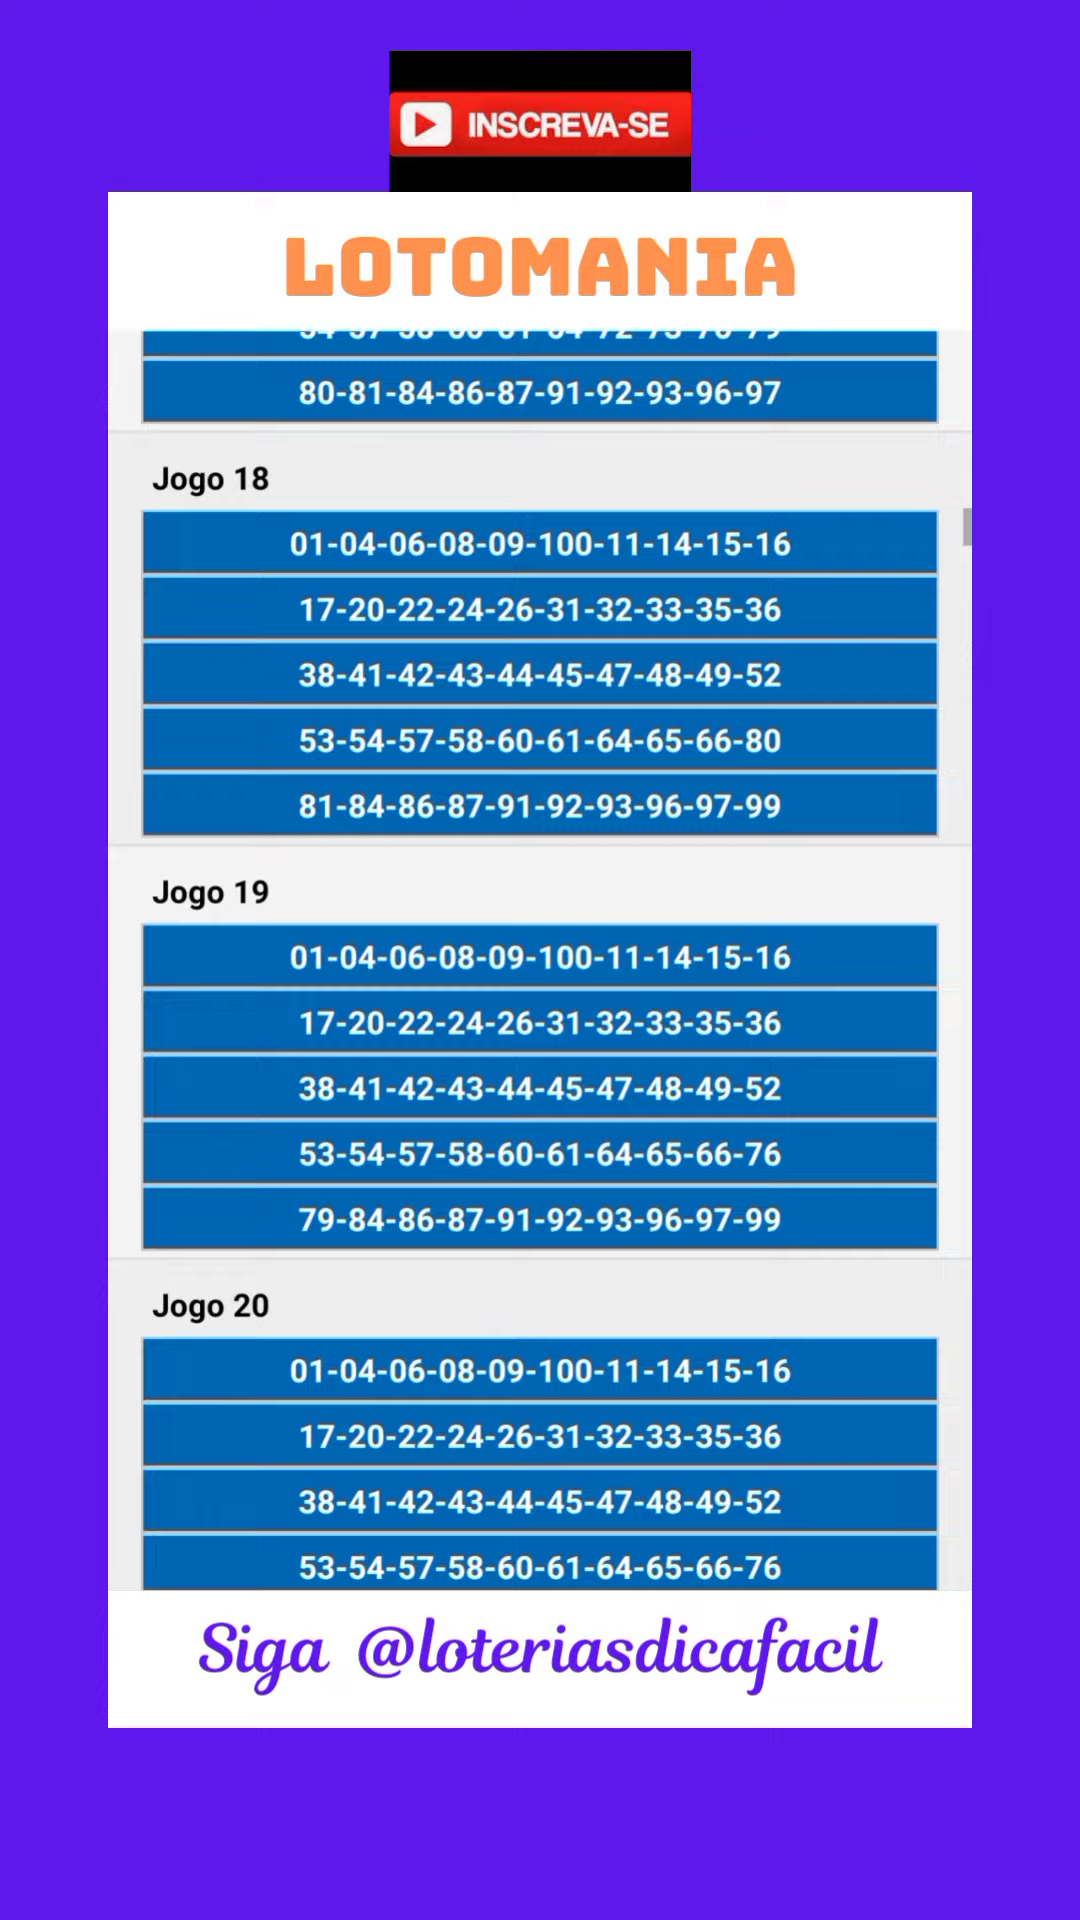 INSCREVA-SE
LOTOMANIA
80-81-84-86-87-91-92-93-96-97
Jogo 18
01-04-06-08-09-100-11-14-15-16
17-20-22-24-26-31-32-33-35-36
38-41-42-43-44-45-47-48-49-52
53-54-57-58-60-61-64-65-66-80
81-84-86-87-91-92-93-96-97-99
Jogo 19
01-04-06-08-09-100-11-14-15-16
17-20-22-24-26-31-32-33-35-36
38-41-42-43-44-45-47-48-49-52
53-54-57-58-60-61-64-65-66-76
79-84-86-87-91-92-93-96-97-99
Jogo 20
01-04-06-08-09-100-11-14-15-16
17-20-22-24-26-31-32-33-35-36
38-41-42-43-44-45-47-48-49-52
53-54-57-58-60-61-64-65-66-76
Siga @loteriasdicafacil